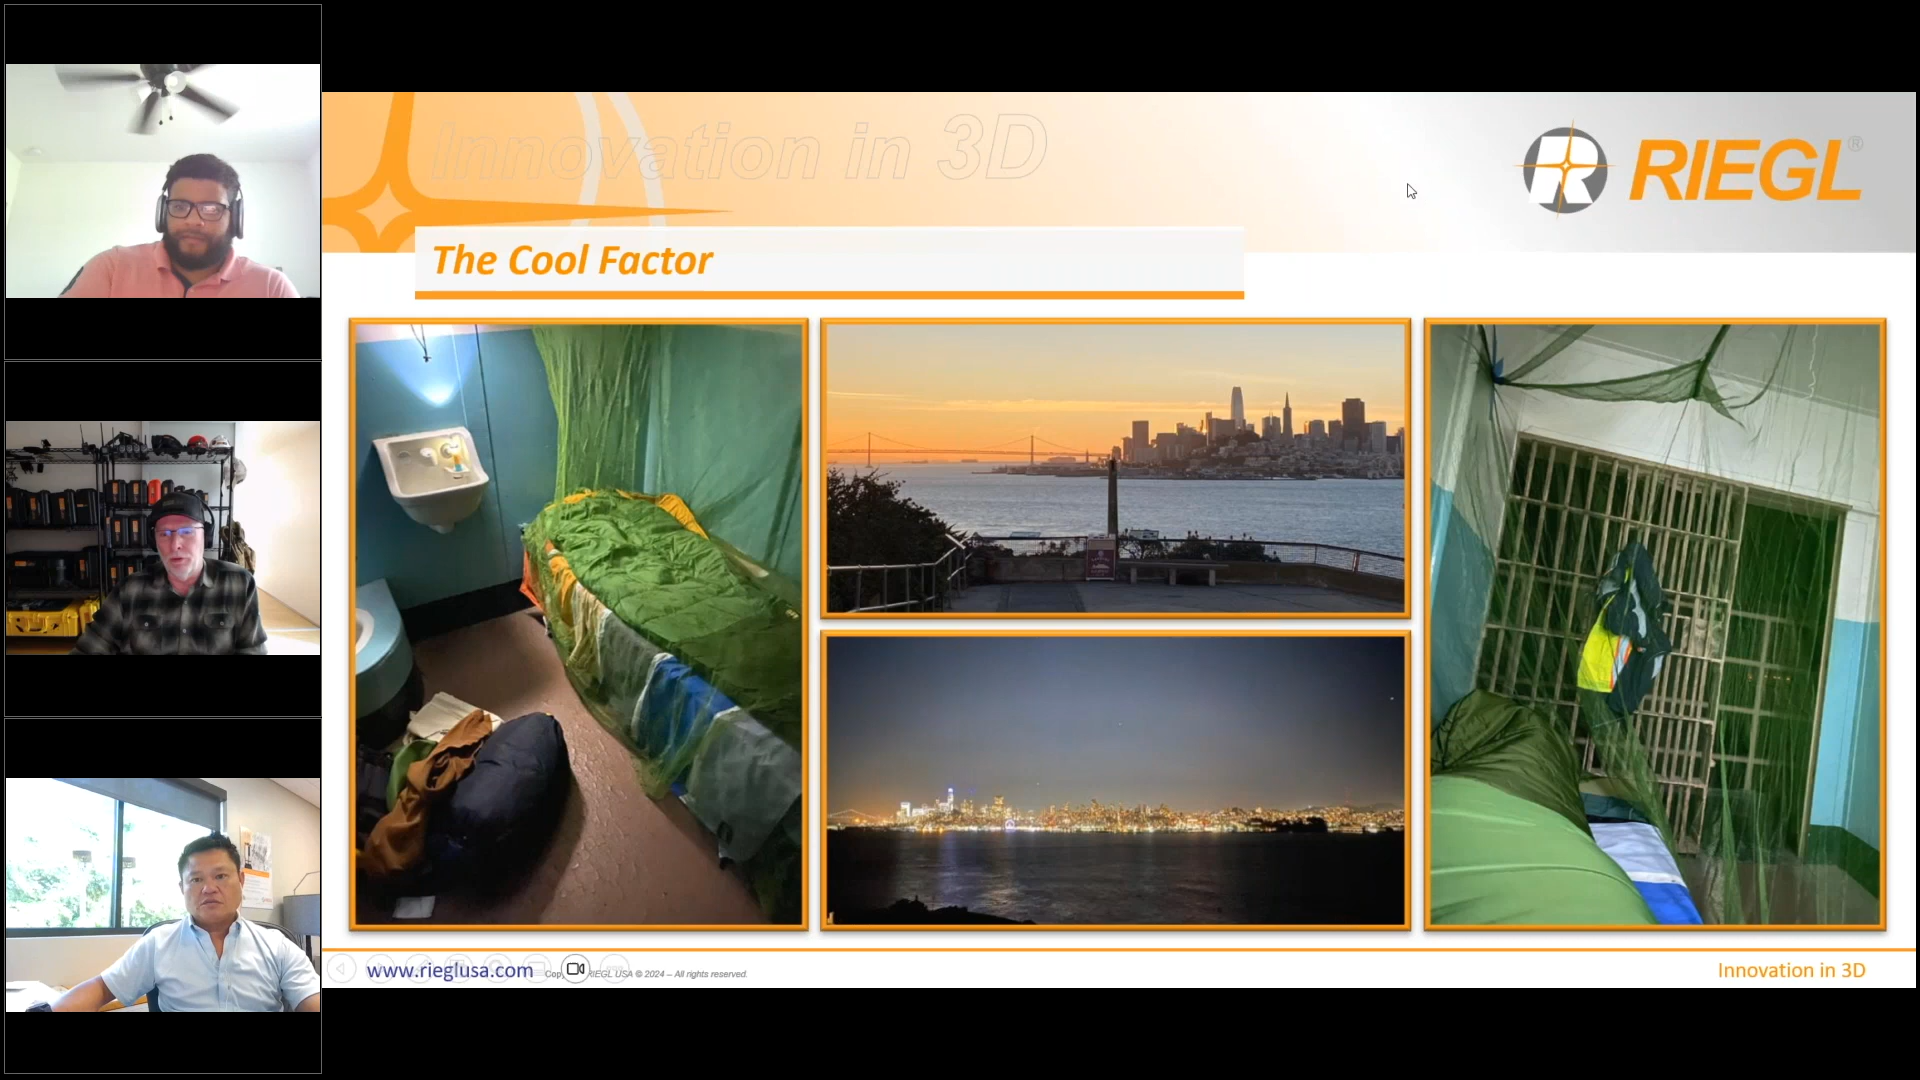 Innovation in 3D
RIEGL®
The Cool Factor
www.rieglusa.com
RIEGL USA © 2024 – All rights reserved.
Innovation in 3D